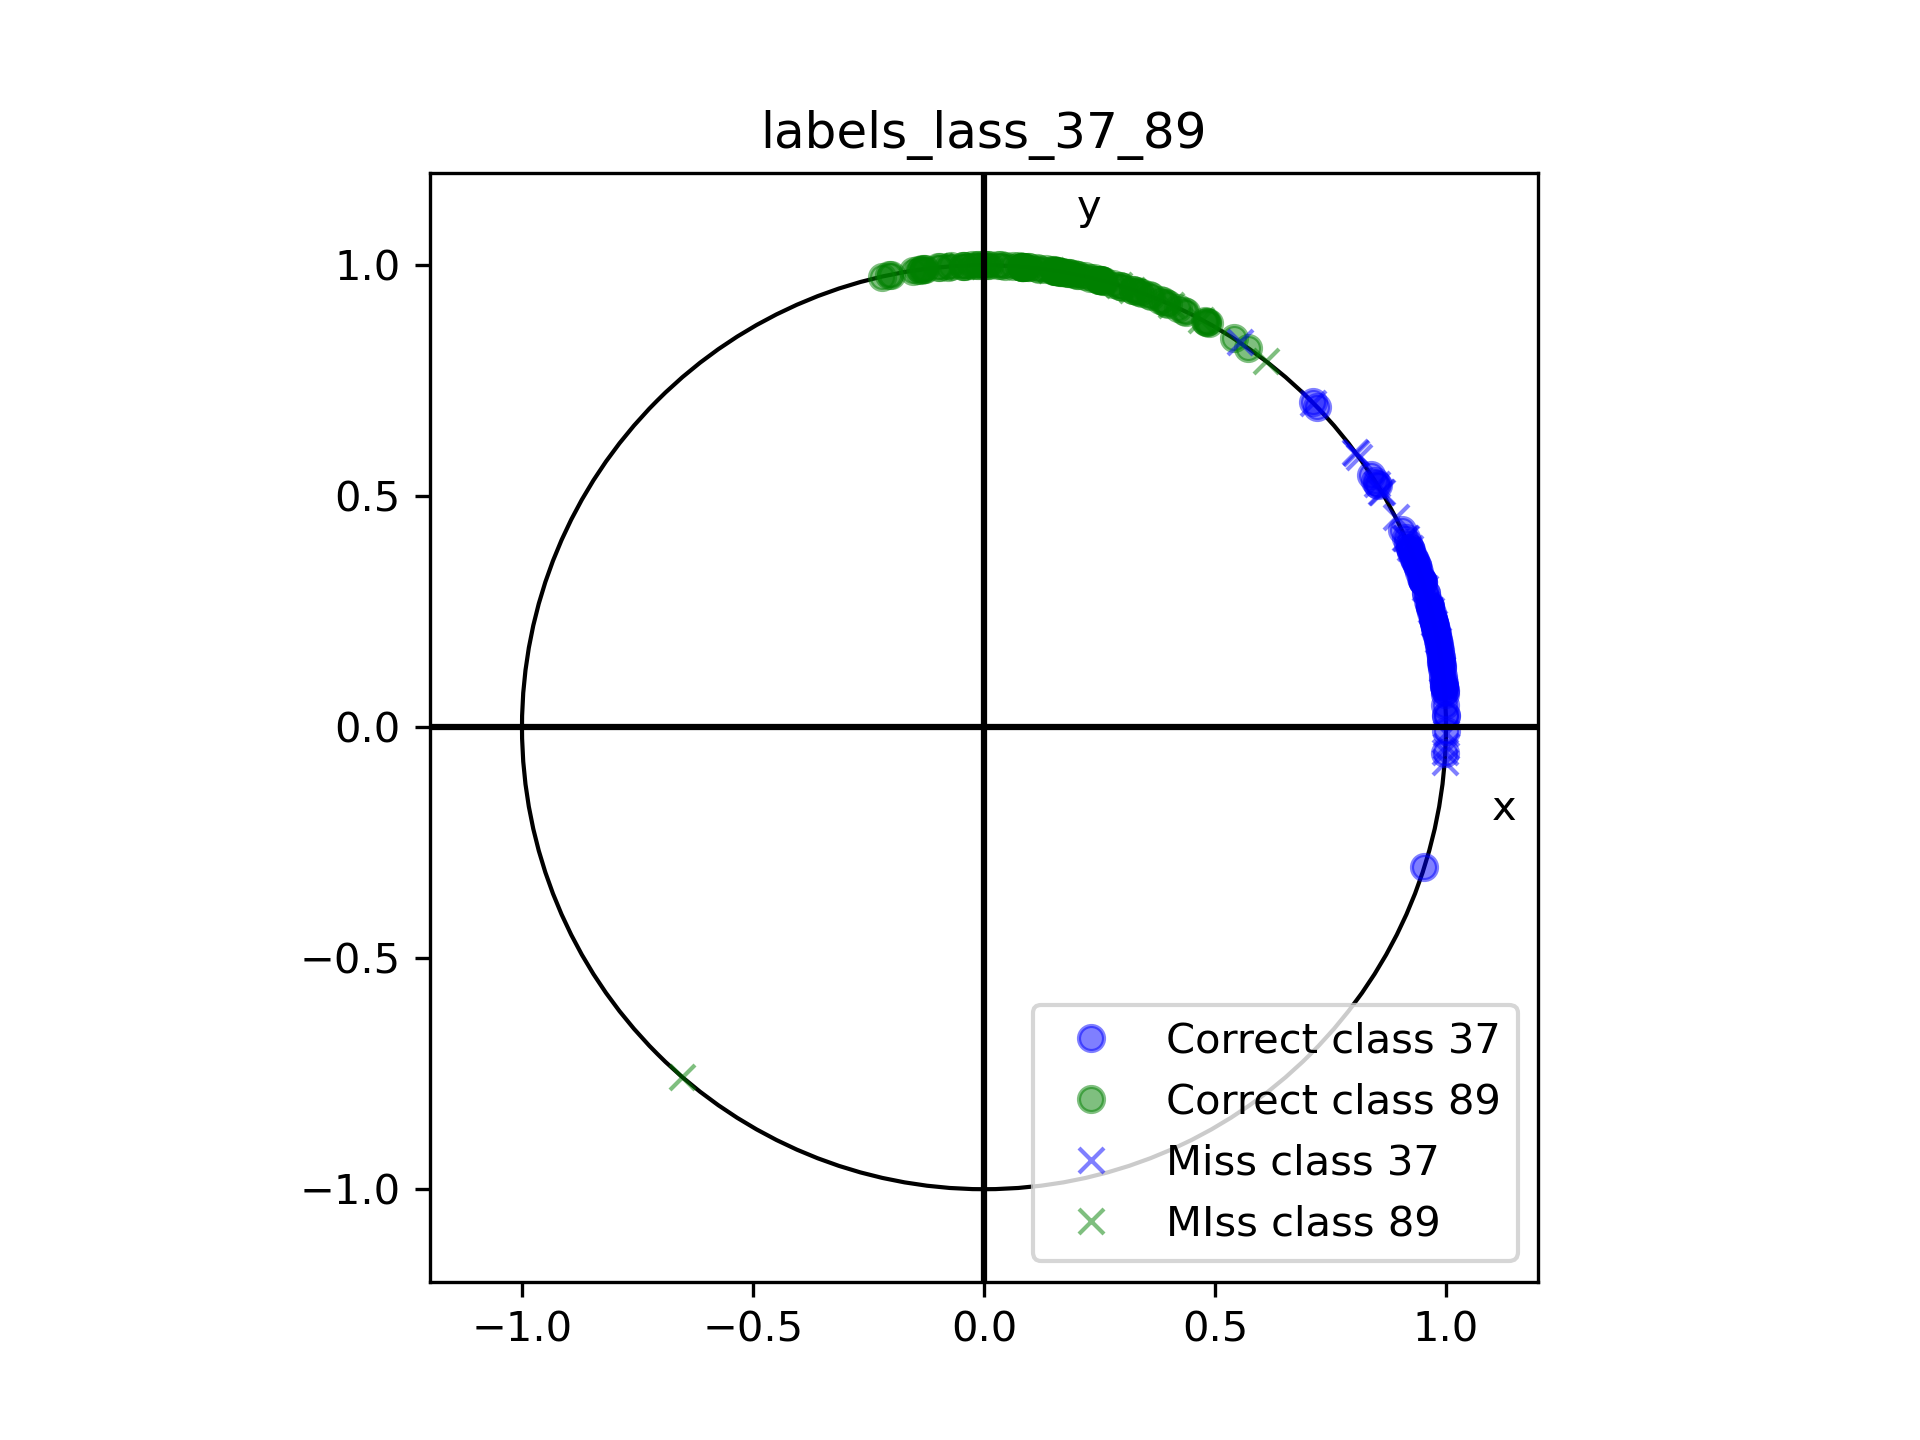 labels_lass_37_89
y
1.0
0.5
0.0
−0.5
−1.0
x
Correct class 37
Correct class 89
Miss class 37
MIss class 89
−1.0 −0.5 0.0 0.5 1.0